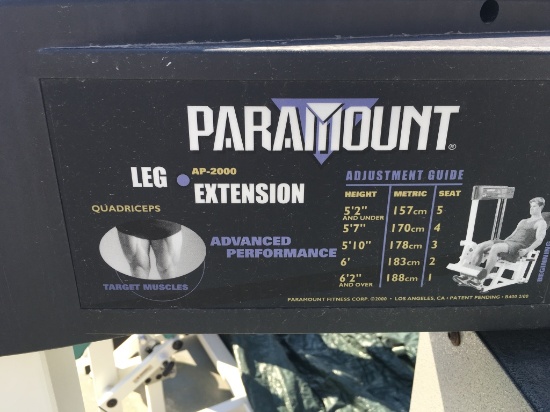 PARAMOUNT®
LEG • AP-2000
EXTENSION
QUADRICEPS
TARGET MUSCLES
ADVANCED
PERFORMANCE
ADJUSTMENT GUIDE
HEIGHT METRIC SEAT
5'2" AND UNDER 157cm 5
5'7" 170cm 4
5'10" 178cm 3
6' 183cm 2
6'2" AND OVER 188cm 1
BEGINNING
PARAMOUNT FITNESS CORP. ©2000 • LOS ANGELES, CA • PATENT PENDING •